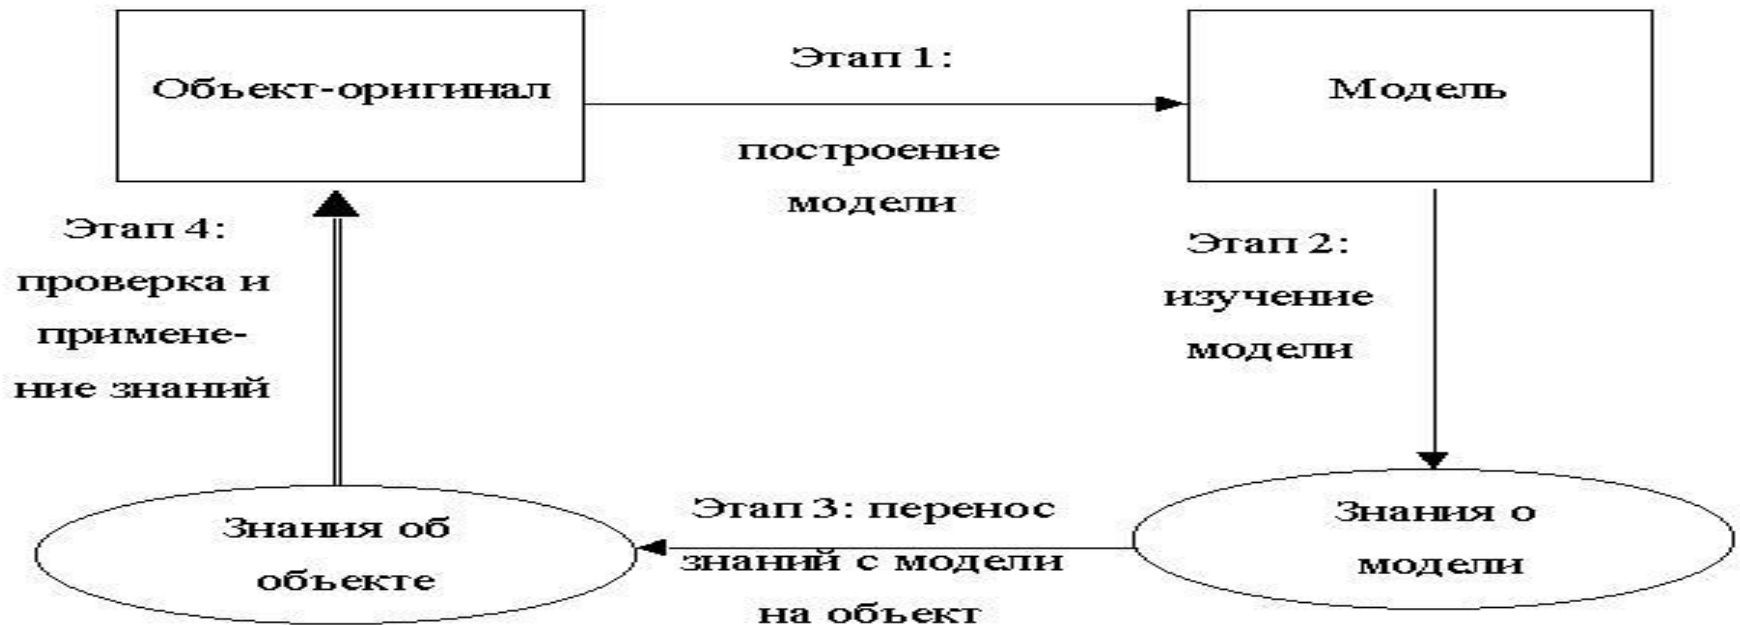 Объект-оригинал
Этап 1:
построение
модели
Модель
Этап 2:
изучение
модели
Знания о
модели
Этап 3: перенос
знаний с модели
на объект
Знания об
объекте
Этап 4:
проверка и
примене-
ние знаний